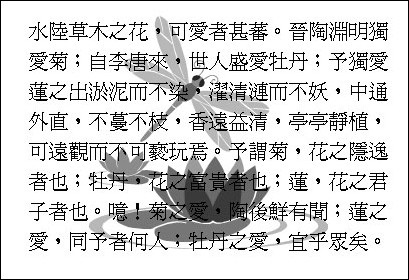 水陸草木之花，可愛者甚蕃。晉陶淵明獨
愛菊；自李唐來，世人盛愛牡丹；予獨愛
蓮之出淤泥而不染，濯清漣而不妖，中通
外直，不蔓不枝，香遠益清，亭亭靜植，
可遠觀而不可褻玩焉。予謂菊，花之隱逸
者也；牡丹，花之富貴者也；蓮，花之君
子者也。噫！菊之愛，陶後鮮有聞；蓮之
愛，同予者何人；牡丹之愛，宜乎眾矣。